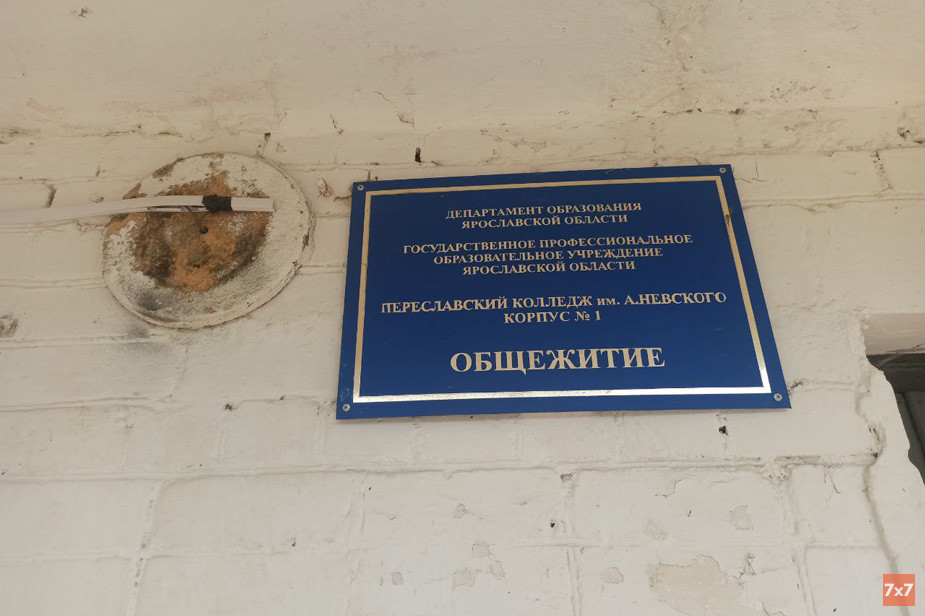 ДЕПАРТАМЕНТ ОБРАЗОВАНИЯ
ЯРОСЛАВСКОЙ ОБЛАСТИ
ГОСУДАРСТВЕННОЕ ПРОФЕССИОНАЛЬНОЕ
ОБРАЗОВАТЕЛЬНОЕ УЧРЕЖДЕНИЕ
ЯРОСЛАВСКОЙ ОБЛАСТИ
ПЕРЕСЛАВСКИЙ КОЛЛЕДЖ им. А.НЕВСКОГО
КОРПУС № 1
ОБЩЕЖИТИЕ
7x7